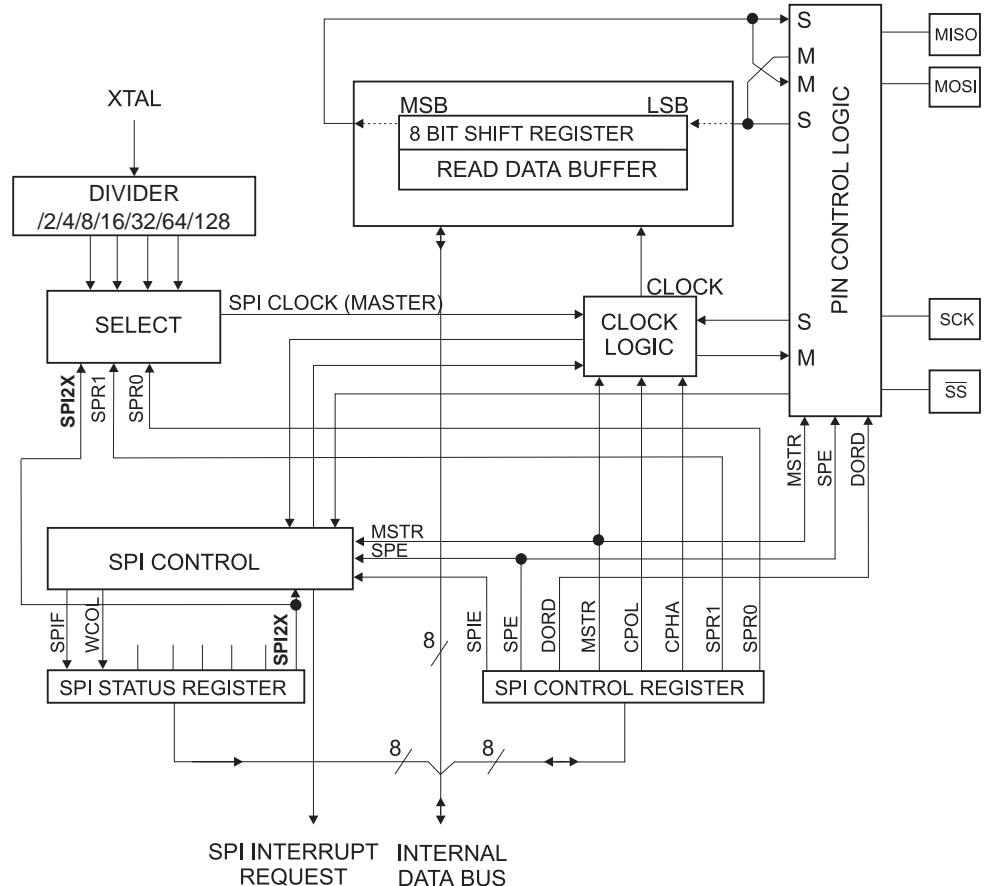 S
MISO
M
MOSI
M
S
XTAL
MSB
LSB
8 BIT SHIFT REGISTER
READ DATA BUFFER
DIVIDER
/2/4/8/16/32/64/128
PIN CONTROL LOGIC
SPI CLOCK (MASTER)
CLOCK
SELECT
CLOCK
LOGIC
S
M
SCK
SS
SPI2X
SPR1
SPR0
MSTR
SPE
DORD
MSTR
SPE
SPI CONTROL
SPIF
WCOL
SPI2X
8
SPIE
SPE
DORD
MSTR
CPOL
CPHA
SPR1
SPR0
SPI STATUS REGISTER
SPI CONTROL REGISTER
8
8
SPI INTERRUPT
REQUEST
INTERNAL
DATA BUS